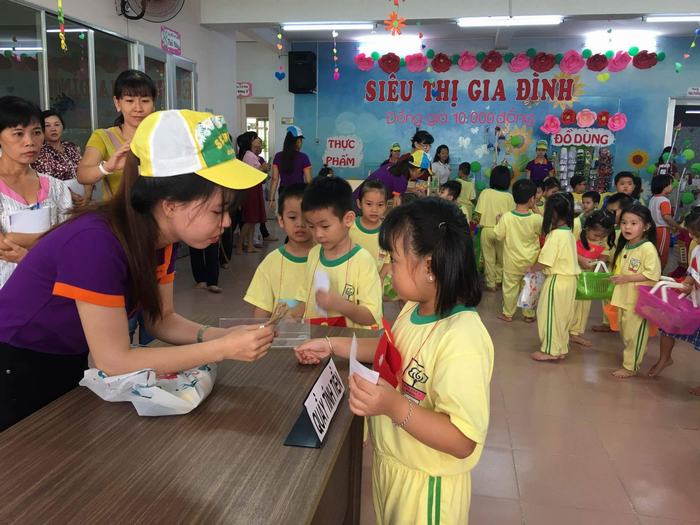 SIÊU THỊ GIA ĐÌNH
Đồng giá: 10.000 đồng
THỰC
PHẨM
ĐỒ DÙNG
QUẦY TÍNH TIỀN